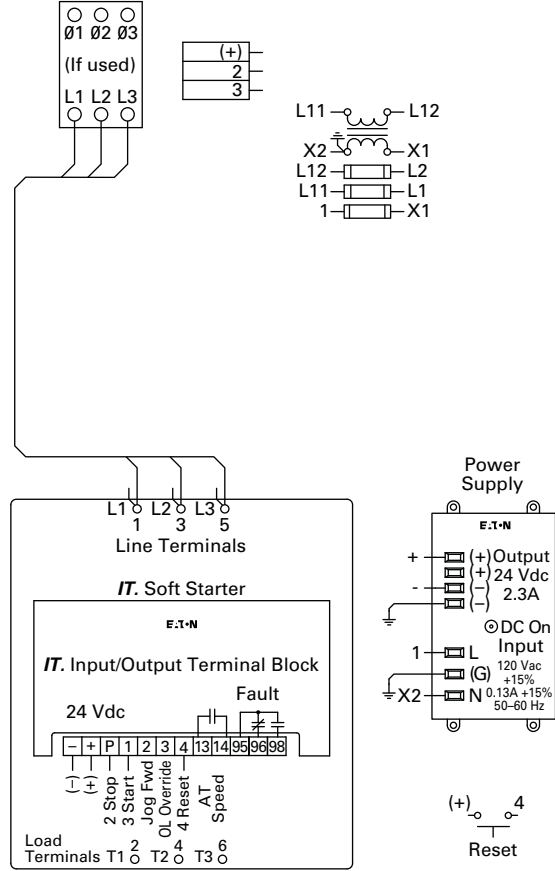 Ø1 Ø2 Ø3
(If used)
L1 L2 L3
(+)
2
3
L11 L12
X2 X1
L12 L2
L11 L1
1 X1
L1 L2 L3
1 3 5
Line Terminals
IT. Soft Starter
E.T.N
IT. Input/Output Terminal Block
Fault
24 Vdc
– + P 1 2 3 4 13 14 95 96 98
(–)
(+)
2 Stop
3 Start
Jog Fwd
OL Override
4 Reset
AT
Speed
Load
Terminals T1 2 T2 4 T3 6
Power
Supply
E.T.N
+ (+) Output
(+) 24 Vdc
- (–) 2.3A
(–)
DC On
Input
1 L 120 Vac
(G) +15%
X2 N 0.13A +15%
50–60 Hz
(+) 4
Reset